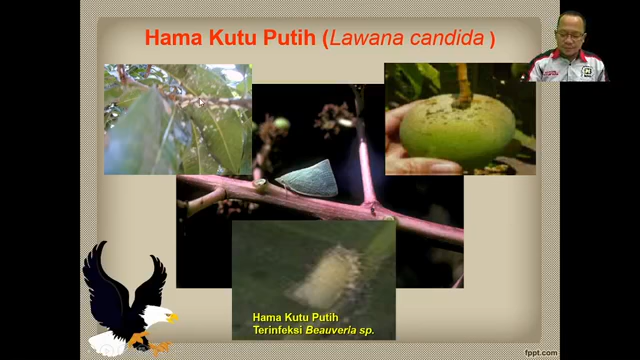 Hama Kutu Putih (Lawana candida )
Hama Kutu Putih
Terinfeksi Beauveria sp.
fppt.com